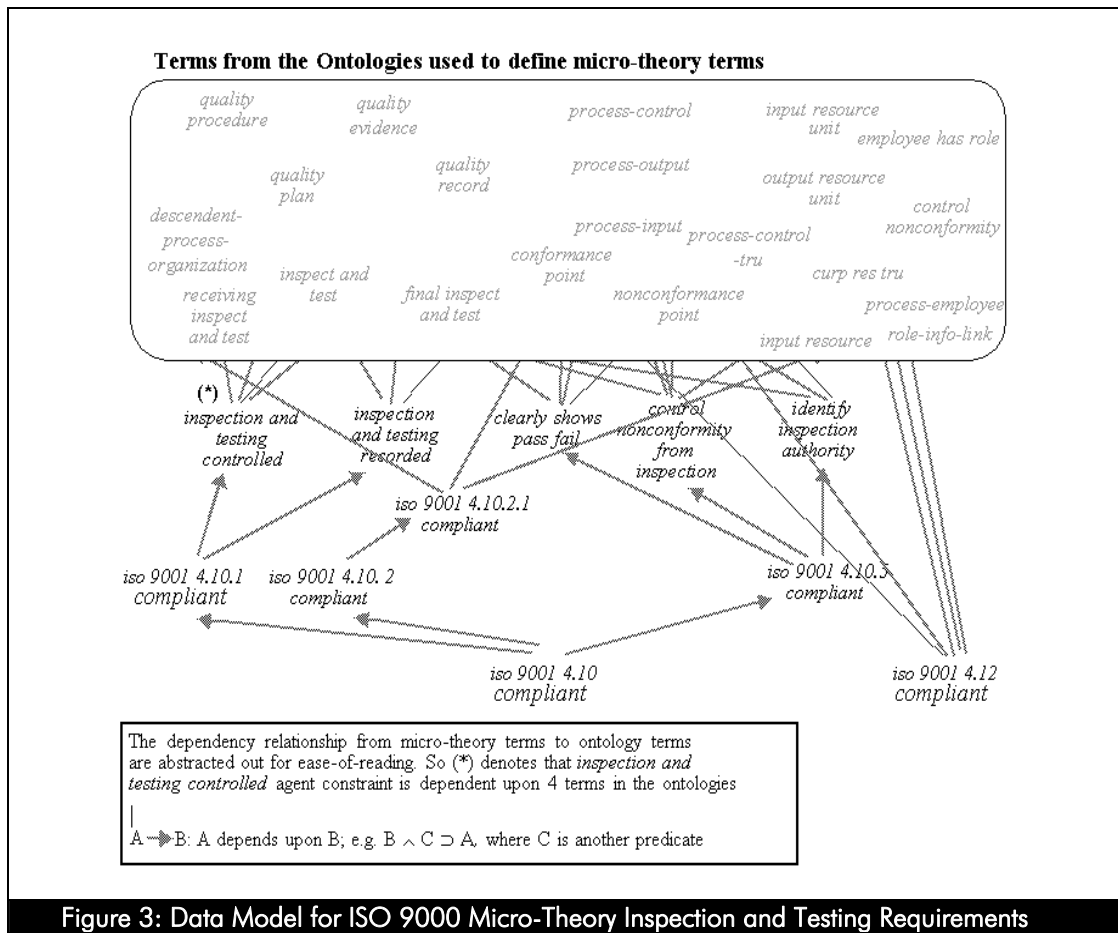 Terms from the Ontologies used to define micro-theory terms
quality
procedure
quality
evidence
process-control
input resource
unit
employee has role
quality
plan
quality
record
process-output
output resource
unit
control
nonconformity
descendent-
process-
organization
process-input
process-control
-tru
conformance
point
inspect and
test
curp res tru
receiving
inspect
and test
final inspect
and test
nonconformance
point
process-employee
input resource
role-info-link
(*)
inspection and
testing
controlled
inspection
and testing
recorded
clearly shows
pass fail
control
nonconformity
from
inspection
identify
inspection
authority
iso 9001 4.10.2.1
compliant
iso 9001 4.10.1
compliant
iso 9001 4.10. 2
compliant
iso 9001 4.10.5
compliant
iso 9001 4.10
compliant
iso 9001 4.12
compliant
The dependency relationship from micro-theory terms to ontology terms
are abstracted out for ease-of-reading. So (*) denotes that inspection and
testing controlled agent constraint is dependent upon 4 terms in the ontologies
A → B: A depends upon B; e.g. B ∧ C ⊃ A, where C is another predicate
Figure 3: Data Model for ISO 9000 Micro-Theory Inspection and Testing Requirements